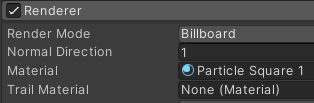 Renderer
Render Mode Billboard
Normal Direction 1
Material Particle Square 1
Trail Material None (Material)